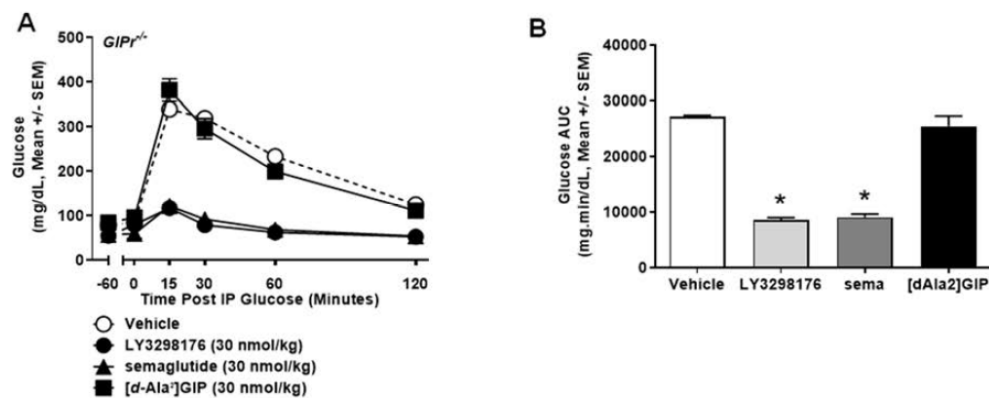 A
GIPr-/-
500
400
300
200
100
0
Glucose
(mg/dL, Mean +/- SEM)
-60 0 15 30 60 120
Time Post IP Glucose (Minutes)
Vehicle
LY3298176 (30 nmol/kg)
semaglutide (30 nmol/kg)
[d-Ala²]GIP (30 nmol/kg)
B
40000
30000
20000
10000
0
Glucose AUC
(mg.min/dL, Mean +/- SEM)
* *
Vehicle LY3298176 sema [dAla2]GIP